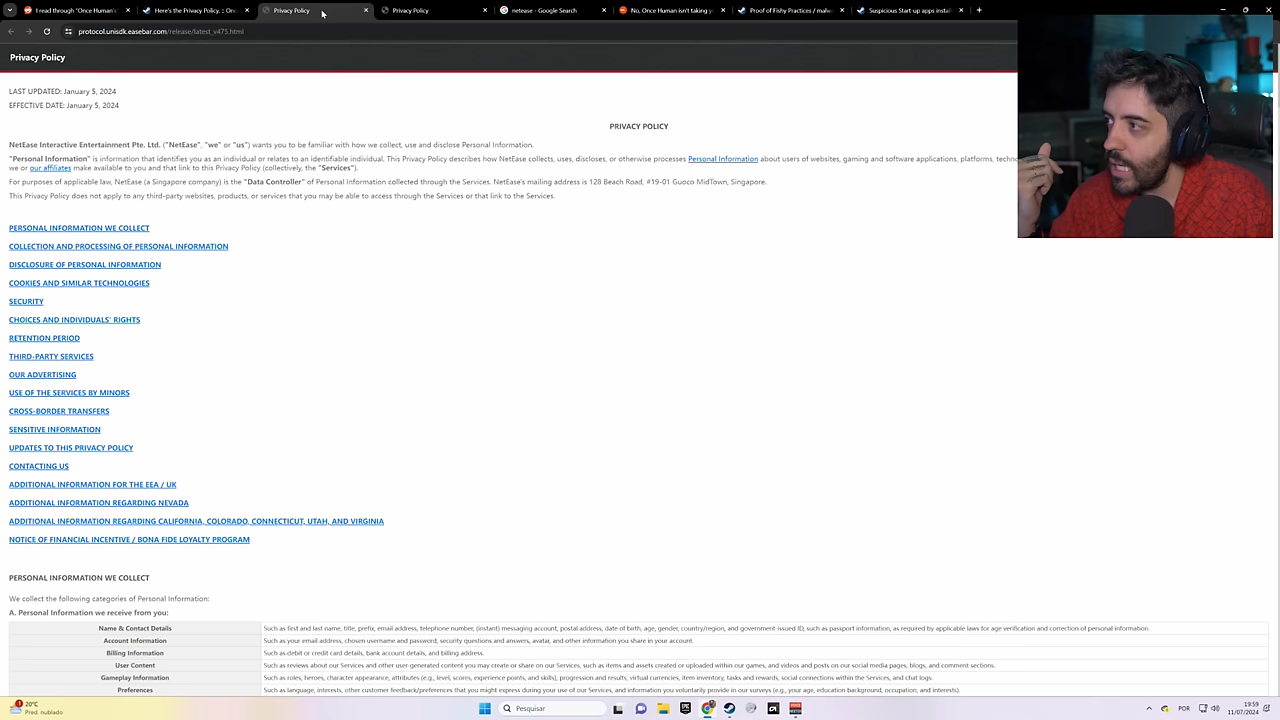 I read through "Once Human"
Here's the Privacy Policy. :: On
Privacy Policy
Privacy Policy
netease - Google Search
No, Once Human isn't taking y
Proof of Fishy Practices / malw
Suspicious Start-up apps install
protocol.unisdk.easebar.com/release/latest_v475.html
Privacy Policy
LAST UPDATED: January 5, 2024
EFFECTIVE DATE: January 5, 2024
PRIVACY POLICY
NetEase Interactive Entertainment Pte. Ltd. ("NetEase", "we" or "us") wants you to be familiar with how we collect, use and disclose Personal Information.
"Personal Information" is information that identifies you as an individual or relates to an identifiable individual. This Privacy Policy describes how NetEase collects, uses, discloses, or otherwise processes Personal Information about users of websites, gaming and software applications, platforms, techn
we or our affiliates make available to you and that link to this Privacy Policy (collectively, the "Services").
For purposes of applicable law, NetEase (a Singapore company) is the "Data Controller" of Personal Information collected through the Services. NetEase's mailing address is 128 Beach Road, #19-01 Guoco MidTown, Singapore.
This Privacy Policy does not apply to any third-party websites, products, or services that you may be able to access through the Services or that link to the Services.
PERSONAL INFORMATION WE COLLECT
COLLECTION AND PROCESSING OF PERSONAL INFORMATION
DISCLOSURE OF PERSONAL INFORMATION
COOKIES AND SIMILAR TECHNOLOGIES
SECURITY
CHOICES AND INDIVIDUALS' RIGHTS
RETENTION PERIOD
THIRD-PARTY SERVICES
OUR ADVERTISING
USE OF THE SERVICES BY MINORS
CROSS-BORDER TRANSFERS
SENSITIVE INFORMATION
UPDATES TO THIS PRIVACY POLICY
CONTACTING US
ADDITIONAL INFORMATION FOR THE EEA / UK
ADDITIONAL INFORMATION REGARDING NEVADA
ADDITIONAL INFORMATION REGARDING CALIFORNIA, COLORADO, CONNECTICUT, UTAH, AND VIRGINIA
NOTICE OF FINANCIAL INCENTIVE / BONA FIDE LOYALTY PROGRAM
PERSONAL INFORMATION WE COLLECT
We collect the following categories of Personal Information:
A. Personal Information we receive from you:
Name & Contact Details Such as first and last name, title, prefix, email address, telephone number, (instant) messaging account, postal address, date of birth, age, gender, country/region, and government-issued ID, such as passport information, as required by applicable laws for age verification and correction of personal information.
Account Information Such as your email address, chosen username and password, security questions and answers, avatar, and other information you share in your account.
Billing Information Such as debit or credit card details, bank account details, and billing address.
User Content Such as reviews about our Services and other user-generated content you may create or share on our Services, such as items and assets created or uploaded within our games, and videos and posts on our social media pages, blogs, and comment sections.
Gameplay Information Such as roles, heroes, character appearance, attributes (e.g., level, scores, experience points, and skills), progression and results, virtual currencies, item inventory, tasks and rewards, social connections within the Services, and chat logs.
Preferences Such as language, interests, other customer feedback/preferences that you might express during your use of our Services, and information you voluntarily provide in our surveys (e.g., your age, education background, occupation, and interests).
20°C
Pred. nublado
Pesquisar
POR
19:59
11/07/2024